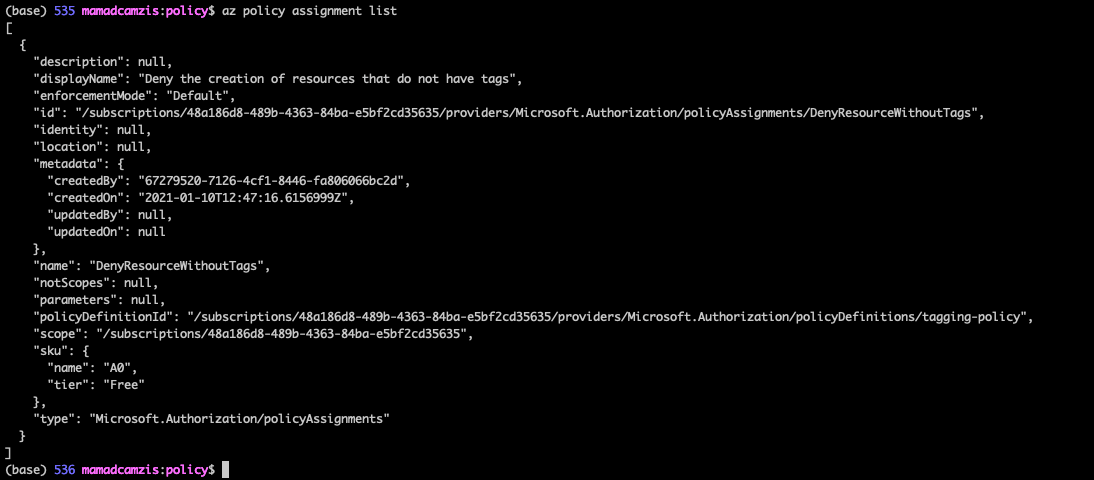 (base) 535 mamadcamzis:policy$ az policy assignment list
[
  {
    "description": null,
    "displayName": "Deny the creation of resources that do not have tags",
    "enforcementMode": "Default",
    "id": "/subscriptions/48a186d8-489b-4363-84ba-e5bf2cd35635/providers/Microsoft.Authorization/policyAssignments/DenyResourceWithoutTags",
    "identity": null,
    "location": null,
    "metadata": {
      "createdBy": "67279520-7126-4cf1-8446-fa806066bc2d",
      "createdOn": "2021-01-10T12:47:16.6156999Z",
      "updatedBy": null,
      "updatedOn": null
    },
    "name": "DenyResourceWithoutTags",
    "notScopes": null,
    "parameters": null,
    "policyDefinitionId": "/subscriptions/48a186d8-489b-4363-84ba-e5bf2cd35635/providers/Microsoft.Authorization/policyDefinitions/tagging-policy",
    "scope": "/subscriptions/48a186d8-489b-4363-84ba-e5bf2cd35635",
    "sku": {
      "name": "A0",
      "tier": "Free"
    },
    "type": "Microsoft.Authorization/policyAssignments"
  }
]
(base) 536 mamadcamzis:policy$